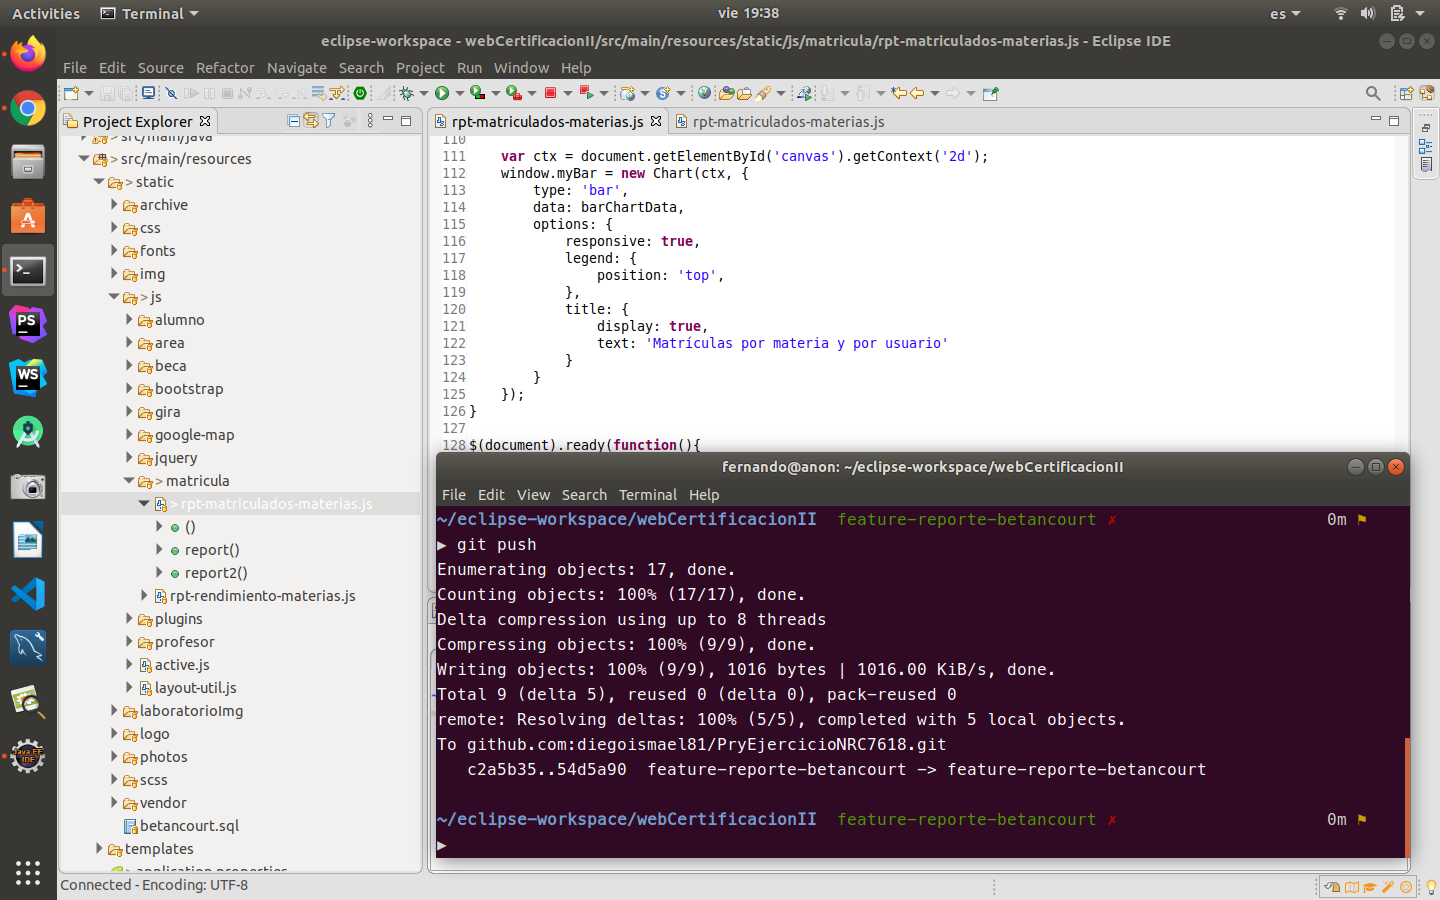 Activities
Terminal
vie 19:38
es
eclipse-workspace - webCertificacionII/src/main/resources/static/js/matricula/rpt-matriculados-materias.js - Eclipse IDE
File Edit Source Refactor Navigate Search Project Run Window Help
Project Explorer
src/main/java
> src/main/resources
> static
archive
css
fonts
img
> js
alumno
area
beca
bootstrap
gira
google-map
jquery
> matricula
> rpt-matriculados-materias.js
()
report()
report2()
rpt-rendimiento-materias.js
plugins
profesor
active.js
layout-util.js
laboratorioImg
logo
photos
scss
vendor
betancourt.sql
templates
> application.properties
rpt-matriculados-materias.js
rpt-matriculados-materias.js
110
111 var ctx = document.getElementById('canvas').getContext('2d');
112 window.myBar = new Chart(ctx, {
113 type: 'bar',
114 data: barChartData,
115 options: {
116 responsive: true,
117 legend: {
118 position: 'top',
119 },
120 title: {
121 display: true,
122 text: 'Matrículas por materia y por usuario'
123 }
124 }
125 });
126 }
127
128 $(document).ready(function(){
fernando@anon: ~/eclipse-workspace/webCertificacionII
File Edit View Search Terminal Help
~/eclipse-workspace/webCertificacionII feature-reporte-betancourt ✗ 0m ⚑
▶ git push
Enumerating objects: 17, done.
Counting objects: 100% (17/17), done.
Delta compression using up to 8 threads
Compressing objects: 100% (9/9), done.
Writing objects: 100% (9/9), 1016 bytes | 1016.00 KiB/s, done.
Total 9 (delta 5), reused 0 (delta 0), pack-reused 0
remote: Resolving deltas: 100% (5/5), completed with 5 local objects.
To github.com:diegoismael81/PryEjercicioNRC7618.git
c2a5b35..54d5a90 feature-reporte-betancourt -> feature-reporte-betancourt
~/eclipse-workspace/webCertificacionII feature-reporte-betancourt ✗ 0m ⚑
▶
Connected - Encoding: UTF-8
PS
WS
Java EE
IDE